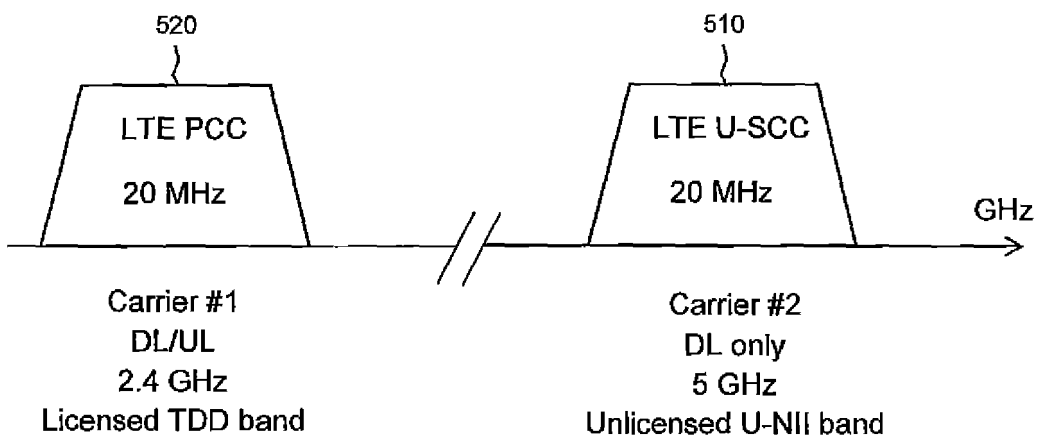 520
510
LTE PCC
20 MHz
LTE U-SCC
20 MHz
GHz
Carrier #1
DL/UL
2.4 GHz
Licensed TDD band
Carrier #2
DL only
5 GHz
Unlicensed U-NII band